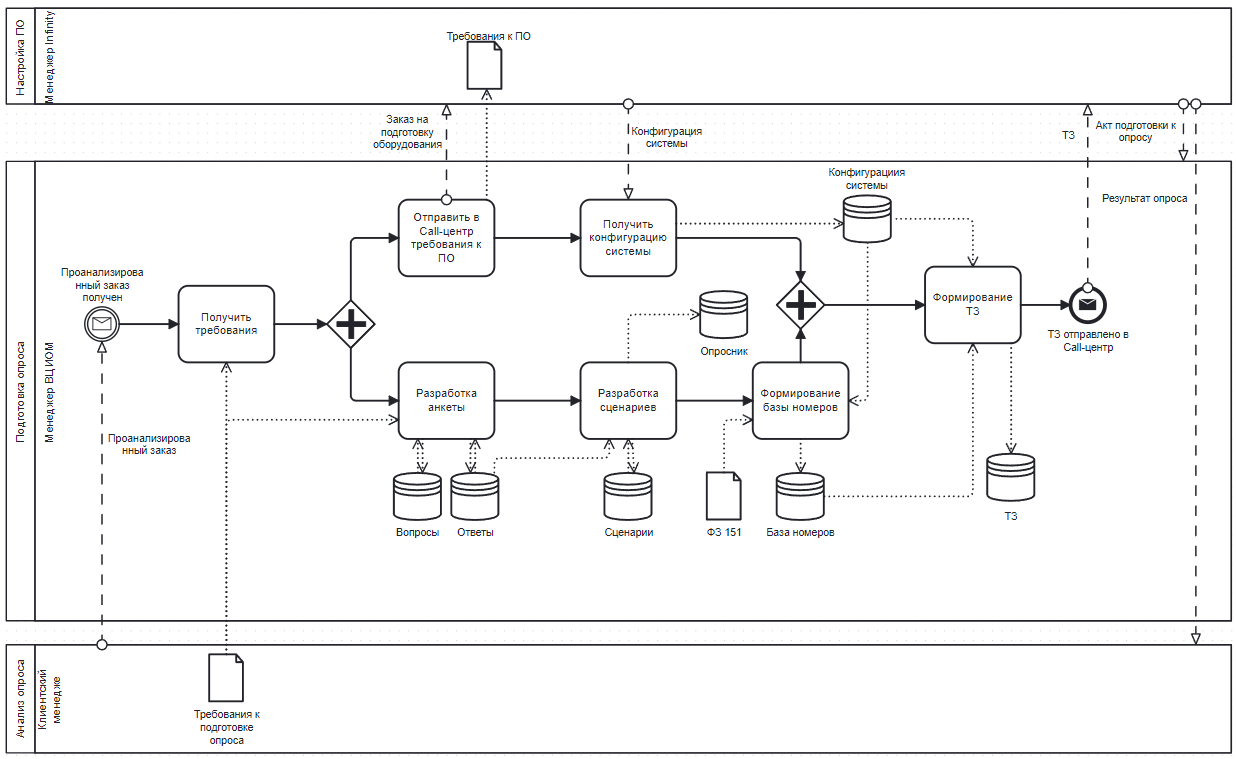 Настройка ПО
Менеджер Infinity
Требования к ПО
Заказ на
подготовку
оборудования
Конфигурация
системы
ТЗ
Акт подготовки к
опросу
Результат опроса
Подготовка опроса
Менеджер ВЦИОМ
Проанализирова
нный заказ
получен
Получить
требования
Отправить в
Call-центр
требования к
ПО
Получить
конфигурацию
системы
Конфигурациия
системы
Формирование
ТЗ
ТЗ отправлено в
Call-центр
Опросник
Разработка
анкеты
Разработка
сценариев
Формирование
базы номеров
Проанализирова
нный заказ
Вопросы
Ответы
Сценарии
ФЗ 151
База номеров
ТЗ
Анализ опроса
Клиентский
менедже
Требования к
подготовке
опроса